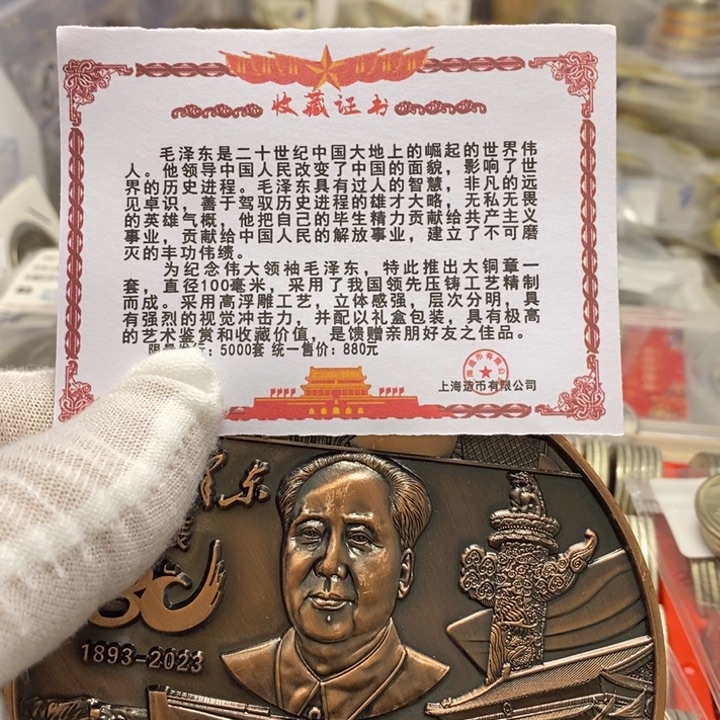 收藏证书
毛泽东是二十世纪中国大地上的崛起的世界伟
人。他领导中国人民改变了中国的面貌，影响了世
界的历史进程。毛泽东具有过人的智慧，非凡的远
见卓识，善于驾驭历史进程的雄才大略，无私无畏
的英雄气概，他把自己的毕生精力贡献给共产主义
事业，贡献给中国人民的解放事业，建立了不可磨
灭的丰功伟绩。
为纪念伟大领袖毛泽东，特此推出大铜章一
套，直径100毫米，采用了我国领先压铸工艺精制
而成。采用高浮雕工艺，立体感强，层次分明，具
有强烈的视觉冲击力，并配以礼盒包装，具有极高
的艺术鉴赏和收藏价值，是馈赠亲朋好友之佳品。
限量发行：5000套 统一售价：880元
上海造币有限公司
泽东
1893-2023